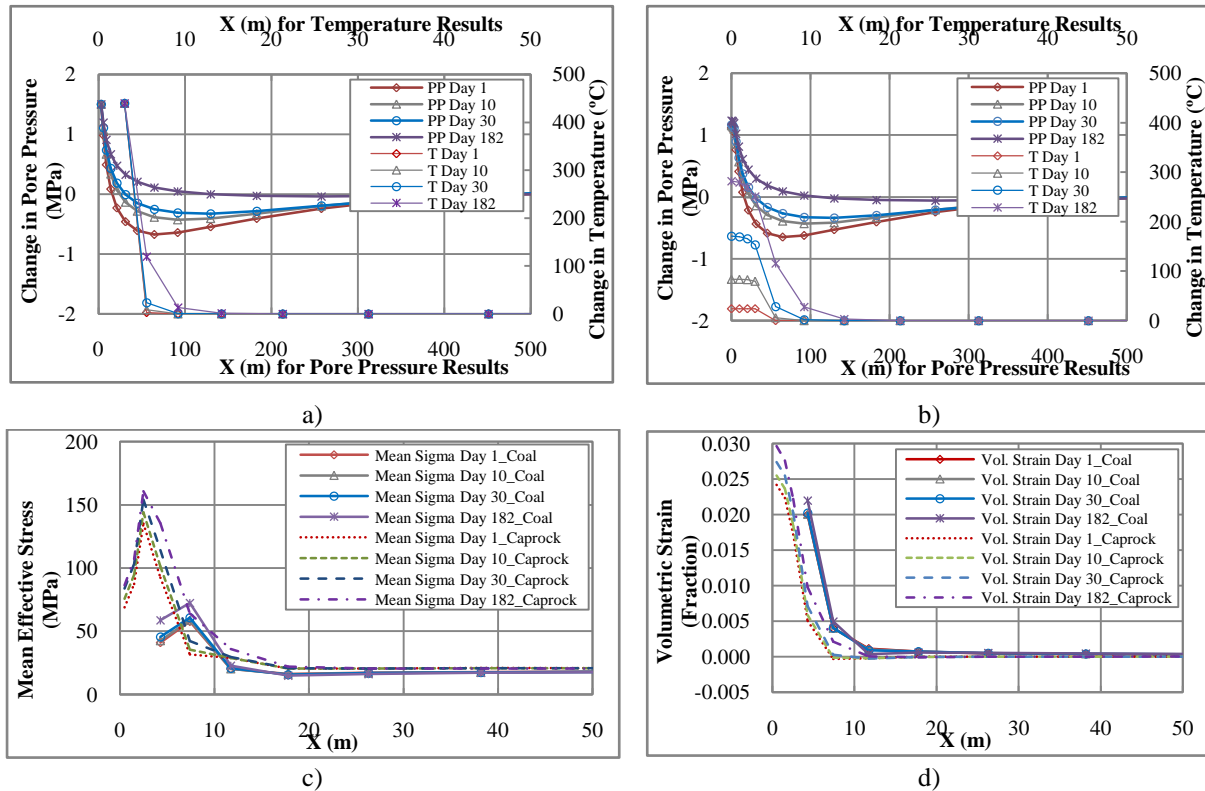 a)
X (m) for Temperature Results
0 10 20 30 40 50
2
1
0
-1
-2
Change in Pore Pressure
(MPa)
500
400
300
200
100
0
Change in Temperature (ºC)
PP Day 1
PP Day 10
PP Day 30
PP Day 182
T Day 1
T Day 10
T Day 30
T Day 182
0 100 200 300 400 500
X (m) for Pore Pressure Results
a)
b)
X (m) for Temperature Results
0 10 20 30 40 50
2
1
0
-1
-2
Change in Pore Pressure
(MPa)
500
400
300
200
100
0
Change in Temperature (ºC)
PP Day 1
PP Day 10
PP Day 30
PP Day 182
T Day 1
T Day 10
T Day 30
T Day 182
0 100 200 300 400 500
X (m) for Pore Pressure Results
b)
200
150
100
50
0
Mean Effective Stress
(MPa)
Mean Sigma Day 1_Coal
Mean Sigma Day 10_Coal
Mean Sigma Day 30_Coal
Mean Sigma Day 182_Coal
Mean Sigma Day 1_Caprock
Mean Sigma Day 10_Caprock
Mean Sigma Day 30_Caprock
Mean Sigma Day 182_Caprock
0 10 20 30 40 50
X (m)
c)
0.030
0.025
0.020
0.015
0.010
0.005
0.000
-0.005
Volumetric Strain
(Fraction)
Vol. Strain Day 1_Coal
Vol. Strain Day 10_Coal
Vol. Strain Day 30_Coal
Vol. Strain Day 182_Coal
Vol. Strain Day 1_Caprock
Vol. Strain Day 10_Caprock
Vol. Strain Day 30_Caprock
Vol. Strain Day 182_Caprock
0 10 20 30 40 50
X (m)
d)